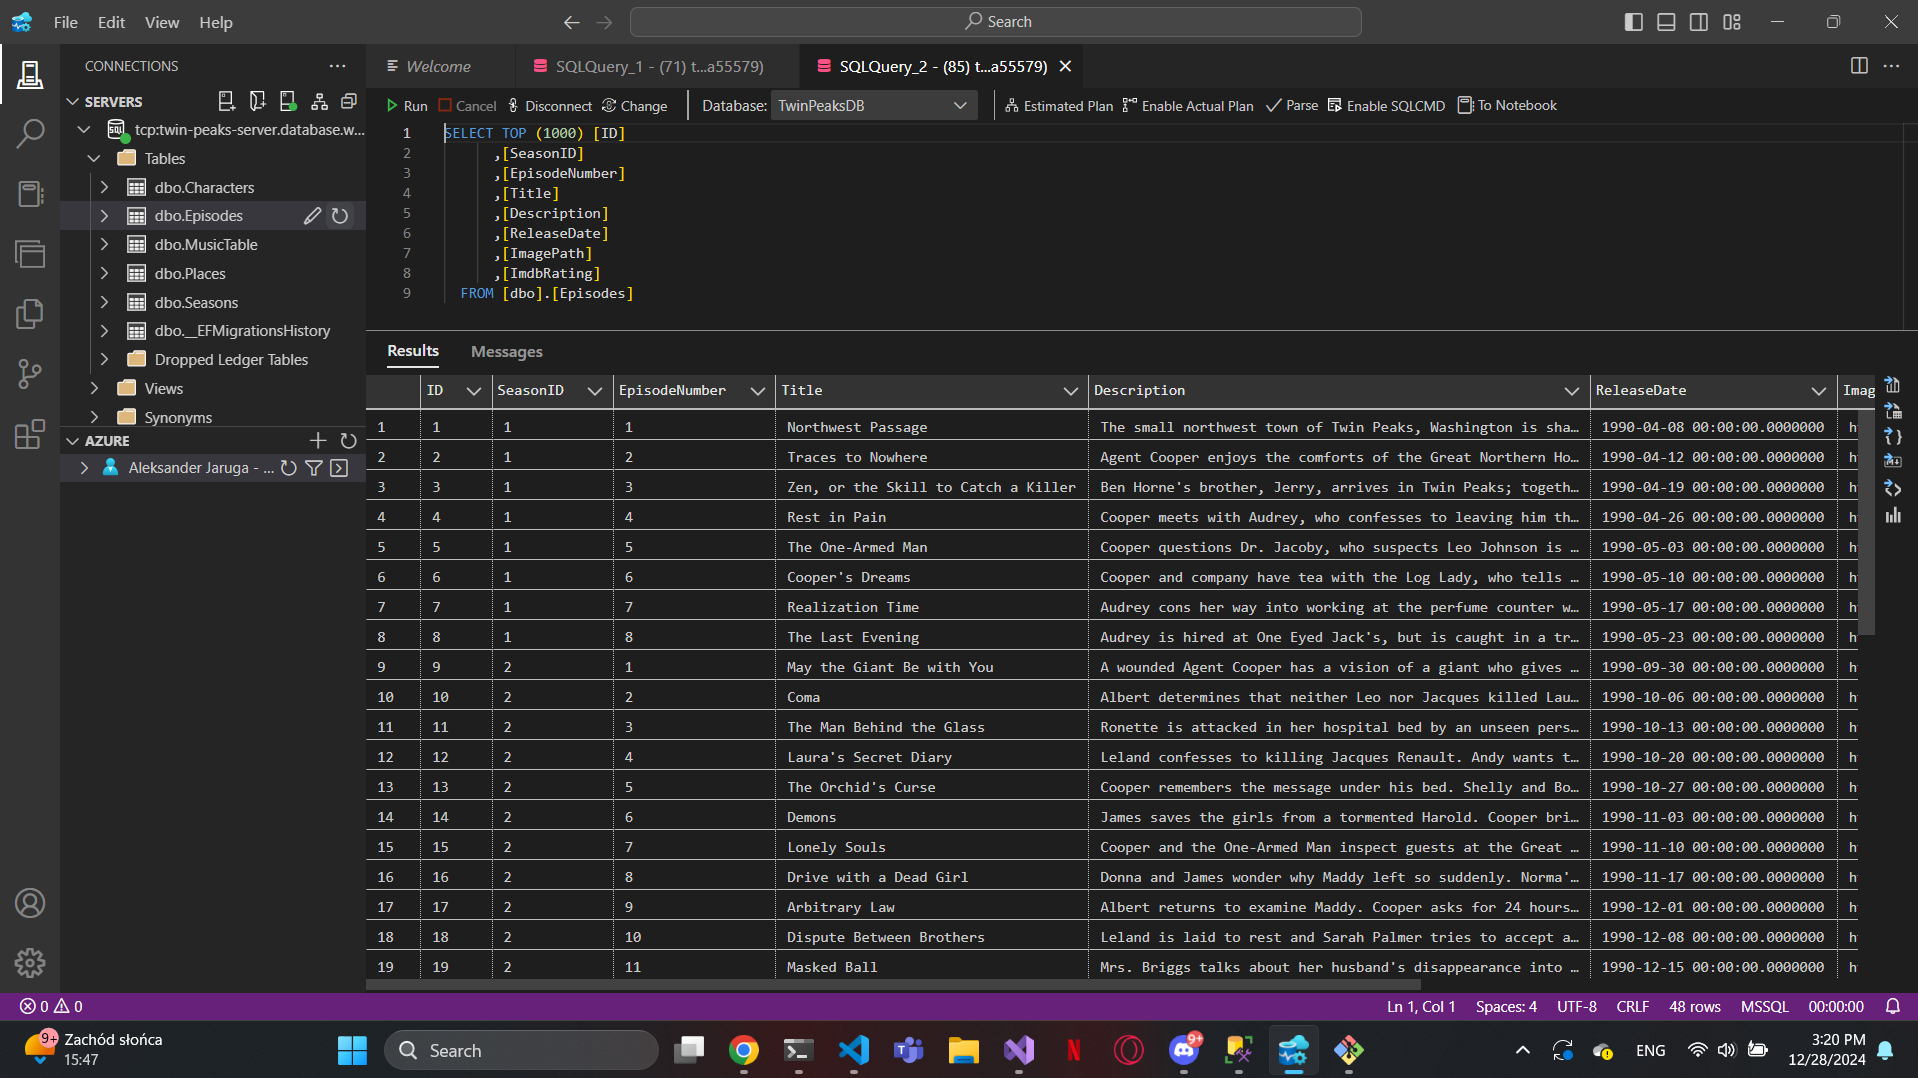 File Edit View Help
Search
CONNECTIONS
Welcome
SQLQuery_1 - (71) t...a55579)
SQLQuery_2 - (85) t...a55579)
SERVERS
Run Cancel Disconnect Change Database: TwinPeaksDB Estimated Plan Enable Actual Plan Parse Enable SQLCMD To Notebook
tcp:twin-peaks-server.database.w...
Tables
dbo.Characters
dbo.Episodes
dbo.MusicTable
dbo.Places
dbo.Seasons
dbo.__EFMigrationsHistory
Dropped Ledger Tables
Views
Synonyms
AZURE
Aleksander Jaruga - ...
1 SELECT TOP (1000) [ID]
2 ,[SeasonID]
3 ,[EpisodeNumber]
4 ,[Title]
5 ,[Description]
6 ,[ReleaseDate]
7 ,[ImagePath]
8 ,[ImdbRating]
9 FROM [dbo].[Episodes]
Results Messages
ID SeasonID EpisodeNumber Title Description ReleaseDate Imag
1 1 1 1 Northwest Passage The small northwest town of Twin Peaks, Washington is sha… 1990-04-08 00:00:00.0000000 h
2 2 1 2 Traces to Nowhere Agent Cooper enjoys the comforts of the Great Northern Ho… 1990-04-12 00:00:00.0000000 h
3 3 1 3 Zen, or the Skill to Catch a Killer Ben Horne's brother, Jerry, arrives in Twin Peaks; togeth… 1990-04-19 00:00:00.0000000 h
4 4 1 4 Rest in Pain Cooper meets with Audrey, who confesses to leaving him th… 1990-04-26 00:00:00.0000000 h
5 5 1 5 The One-Armed Man Cooper questions Dr. Jacoby, who suspects Leo Johnson is … 1990-05-03 00:00:00.0000000 h
6 6 1 6 Cooper's Dreams Cooper and company have tea with the Log Lady, who tells … 1990-05-10 00:00:00.0000000 h
7 7 1 7 Realization Time Audrey cons her way into working at the perfume counter w… 1990-05-17 00:00:00.0000000 h
8 8 1 8 The Last Evening Audrey is hired at One Eyed Jack's, but is caught in a tr… 1990-05-23 00:00:00.0000000 h
9 9 2 1 May the Giant Be with You A wounded Agent Cooper has a vision of a giant who gives … 1990-09-30 00:00:00.0000000 h
10 10 2 2 Coma Albert determines that neither Leo nor Jacques killed Lau… 1990-10-06 00:00:00.0000000 h
11 11 2 3 The Man Behind the Glass Ronette is attacked in her hospital bed by an unseen pers… 1990-10-13 00:00:00.0000000 h
12 12 2 4 Laura's Secret Diary Leland confesses to killing Jacques Renault. Andy wants t… 1990-10-20 00:00:00.0000000 h
13 13 2 5 The Orchid's Curse Cooper remembers the message under his bed. Shelly and Bo… 1990-10-27 00:00:00.0000000 h
14 14 2 6 Demons James saves the girls from a tormented Harold. Cooper bri… 1990-11-03 00:00:00.0000000 h
15 15 2 7 Lonely Souls Cooper and the One-Armed Man inspect guests at the Great … 1990-11-10 00:00:00.0000000 h
16 16 2 8 Drive with a Dead Girl Donna and James wonder why Maddy left so suddenly. Norma'… 1990-11-17 00:00:00.0000000 h
17 17 2 9 Arbitrary Law Albert returns to examine Maddy. Cooper asks for 24 hours… 1990-12-01 00:00:00.0000000 h
18 18 2 10 Dispute Between Brothers Leland is laid to rest and Sarah Palmer tries to accept a… 1990-12-08 00:00:00.0000000 h
19 19 2 11 Masked Ball Mrs. Briggs talks about her husband's disappearance into … 1990-12-15 00:00:00.0000000 h
0 0
Ln 1, Col 1 Spaces: 4 UTF-8 CRLF 48 rows MSSQL 00:00:00
9+ Zachód słońca
15:47
Search
9+
ENG
3:20 PM
12/28/2024